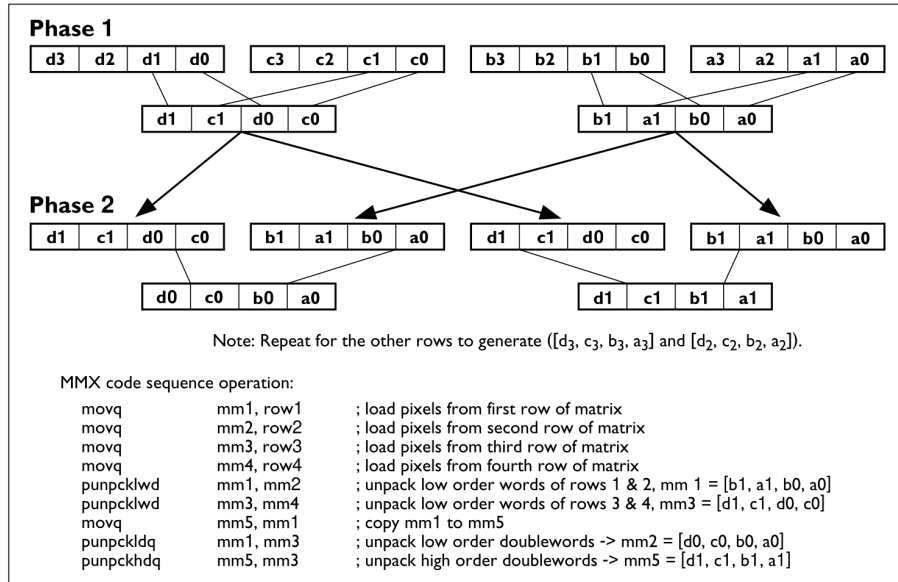 Phase 1
d3 d2 d1 d0 c3 c2 c1 c0 b3 b2 b1 b0 a3 a2 a1 a0
d1 c1 d0 c0 b1 a1 b0 a0
Phase 2
d1 c1 d0 c0 b1 a1 b0 a0 d1 c1 d0 c0 b1 a1 b0 a0
d0 c0 b0 a0 d1 c1 b1 a1
Note: Repeat for the other rows to generate ([d3, c3, b3, a3] and [d2, c2, b2, a2]).
MMX code sequence operation:
movq mm1, row1 ; load pixels from first row of matrix
movq mm2, row2 ; load pixels from second row of matrix
movq mm3, row3 ; load pixels from third row of matrix
movq mm4, row4 ; load pixels from fourth row of matrix
punpcklwd mm1, mm2 ; unpack low order words of rows 1 & 2, mm 1 = [b1, a1, b0, a0]
punpcklwd mm3, mm4 ; unpack low order words of rows 3 & 4, mm3 = [d1, c1, d0, c0]
movq mm5, mm1 ; copy mm1 to mm5
punpckldq mm1, mm3 ; unpack low order doublewords -> mm2 = [d0, c0, b0, a0]
punpckhdq mm5, mm3 ; unpack high order doublewords -> mm5 = [d1, c1, b1, a1]